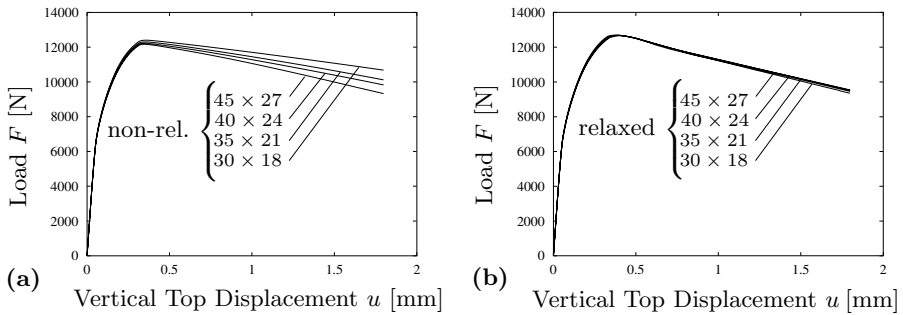 14000
12000
10000
8000
6000
4000
2000
0
Load F [N]
non-rel.
45 × 27
40 × 24
35 × 21
30 × 18
0 0.5 1 1.5 2
(a)
Vertical Top Displacement u [mm]
14000
12000
10000
8000
6000
4000
2000
0
Load F [N]
relaxed
45 × 27
40 × 24
35 × 21
30 × 18
0 0.5 1 1.5 2
(b)
Vertical Top Displacement u [mm]